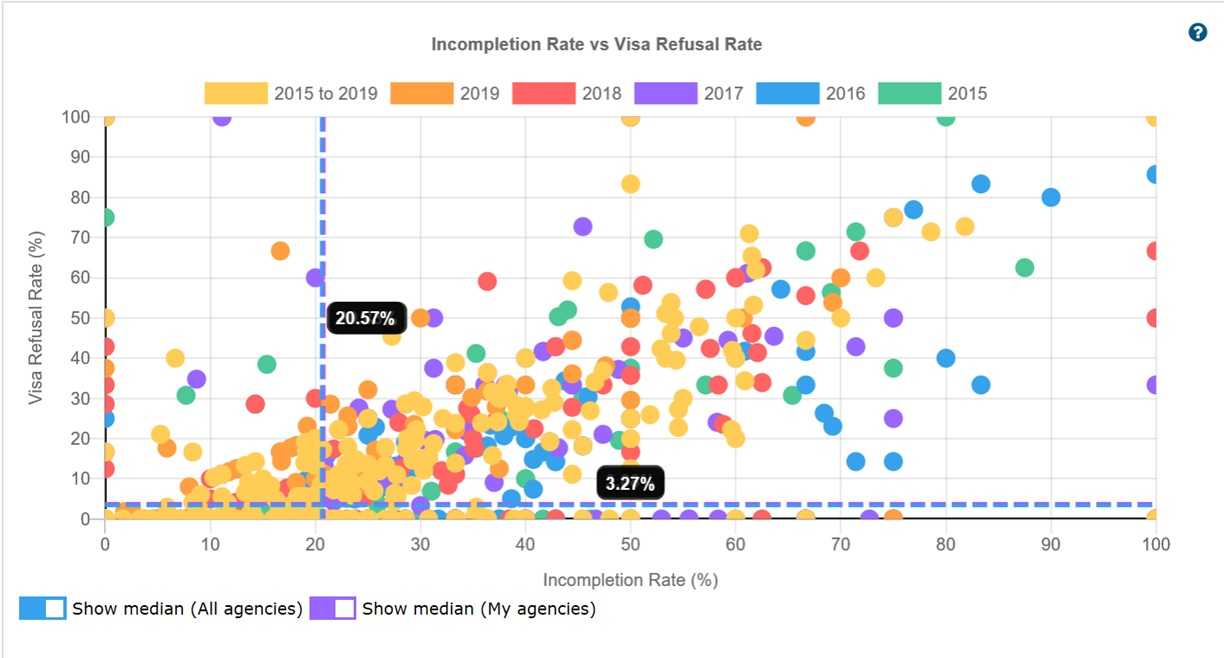 ?
Incompletion Rate vs Visa Refusal Rate
2015 to 2019 2019 2018 2017 2016 2015
100
90
80
70
60
50
40
30
20
10
0
Visa Refusal Rate (%)
20.57%
3.27%
0 10 20 30 40 50 60 70 80 90 100
Incompletion Rate (%)
Show median (All agencies) Show median (My agencies)